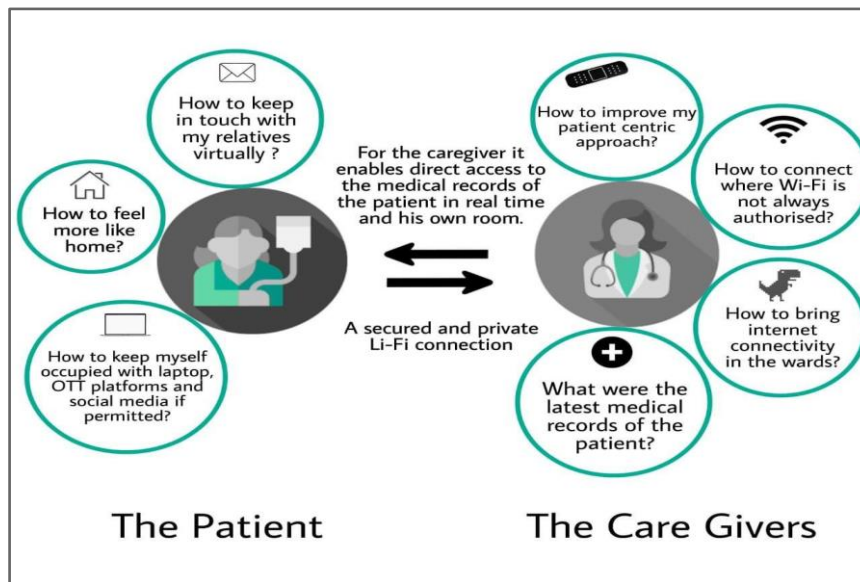 How to keep
in touch with
my relatives
virtually ?
How to feel
more like
home?
How to keep myself
occupied with laptop,
OTT platforms and
social media if
permitted?
For the caregiver it
enables direct access to
the medical records of
the patient in real time
and his own room.
A secured and private
Li-Fi connection
How to improve my
patient centric
approach?
How to connect
where Wi-Fi is
not always
authorised?
How to bring
internet
connectivity
in the wards?
What were the
latest medical
records of the
patient?
The Patient
The Care Givers